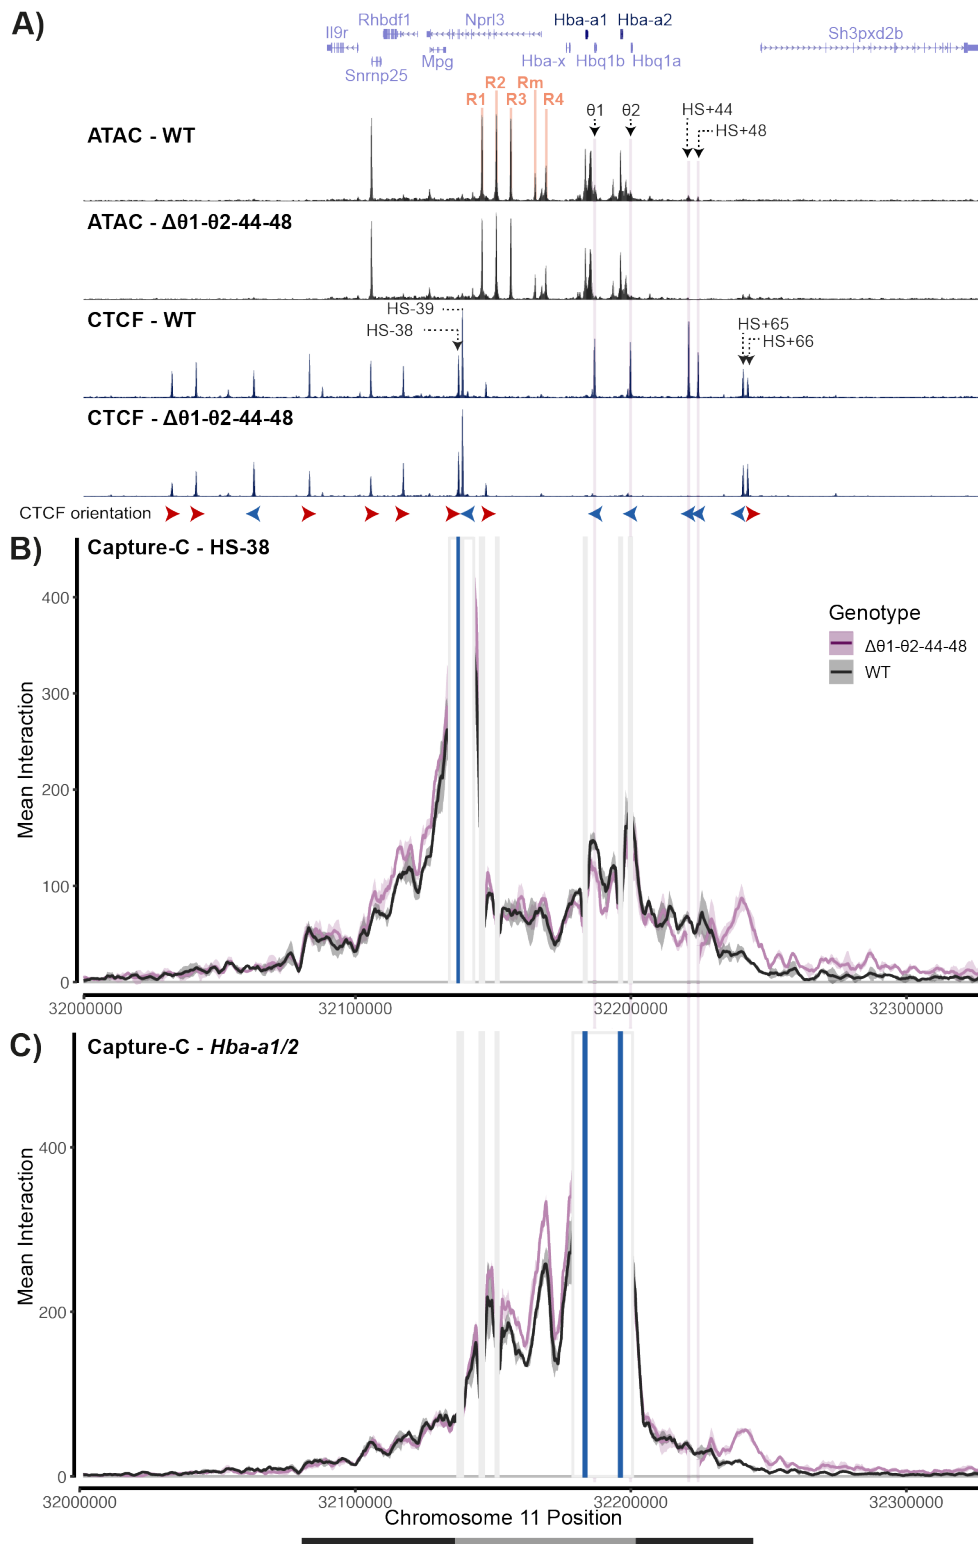 A)
Rhbdf1 Nprl3 Hba-a1 Hba-a2
Il9r Sh3pxd2b
Snrnp25 Mpg Hba-x Hbq1b Hbq1a
R2 Rm
R1 R3 R4 θ1 θ2 HS+44
HS+48
ATAC - WT
ATAC - Δθ1-θ2-44-48
HS-39
CTCF - WT
HS-38
HS+65
HS+66
CTCF - Δθ1-θ2-44-48
CTCF orientation
B)
Capture-C - HS-38
400
300
200
100
0
Mean Interaction
Genotype
Δθ1-θ2-44-48
WT
32000000 32100000 32200000 32300000
C)
Capture-C - Hba-a1/2
400
200
0
Mean Interaction
32000000 32100000 32200000 32300000
Chromosome 11 Position